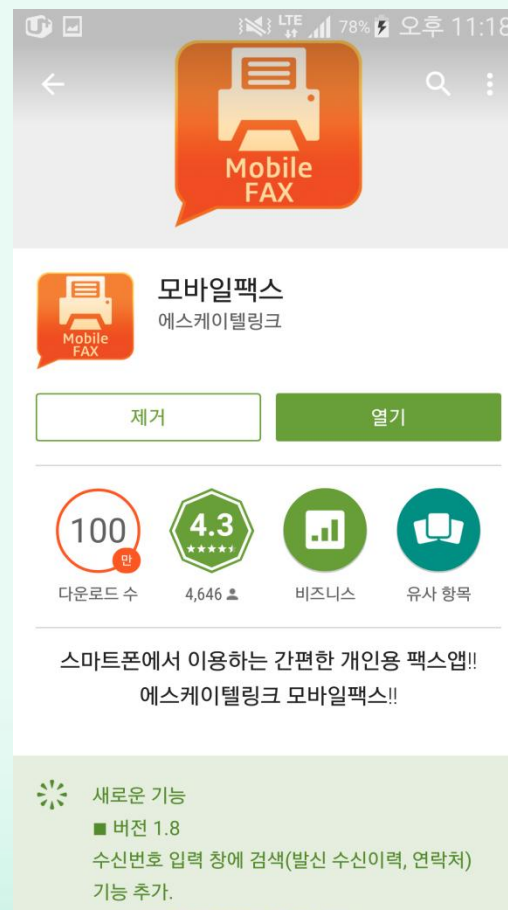 LTE 78% 오후 11:18
Mobile
FAX
모바일팩스
에스케이텔링크
Mobile
FAX
제거
열기
100
만
4.3
다운로드 수
4,646
비즈니스
유사 항목
스마트폰에서 이용하는 간편한 개인용 팩스앱!!
에스케이텔링크 모바일팩스!!
새로운 기능
■ 버전 1.8
수신번호 입력 창에 검색(발신 수신이력, 연락처)
기능 추가.